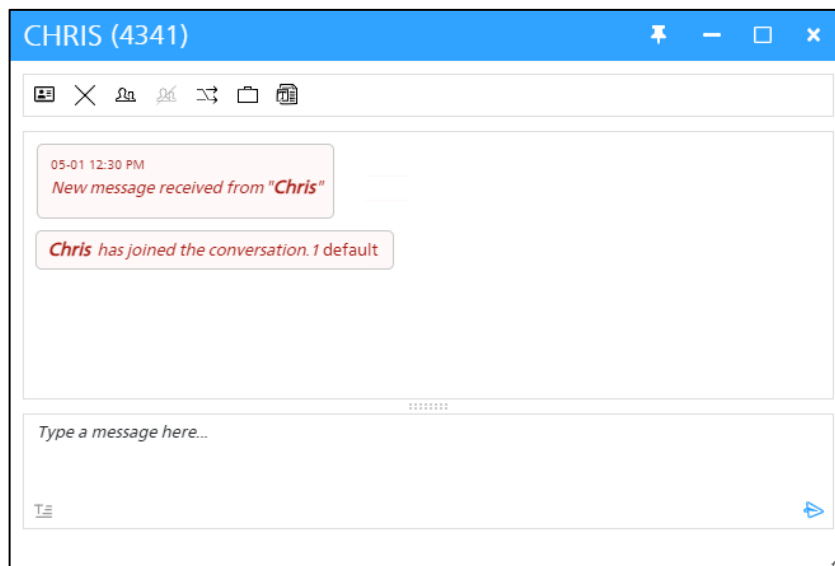 CHRIS (4341)
05-01 12:30 PM
New message received from "Chris"
Chris has joined the conversation.1 default
Type a message here...